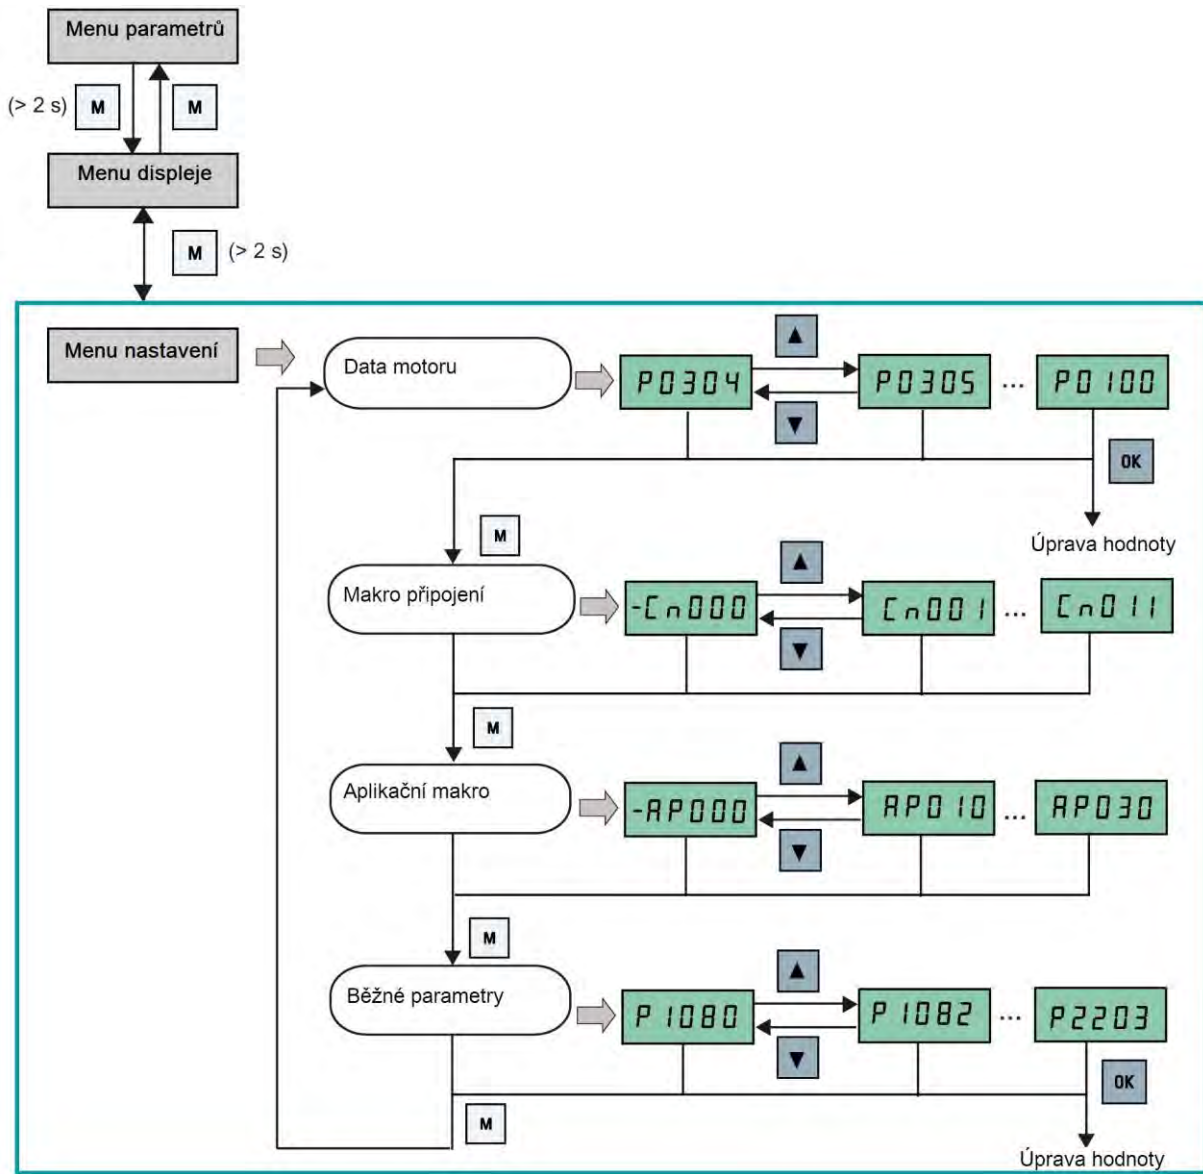 Menu parametrů
(> 2 s) M M
Menu displeje
M (> 2 s)
Menu nastavení
Data motoru
▲
P0304 P0305 ... P0100
▼
OK
Úprava hodnoty
M
Makro připojení
▲
-Cn000 Cn001 ... Cn011
▼
M
Aplikační makro
▲
-AP000 AP010 ... AP030
▼
M
Běžné parametry
▲
P1080 P1082 ... P2203
▼
OK
M
Úprava hodnoty